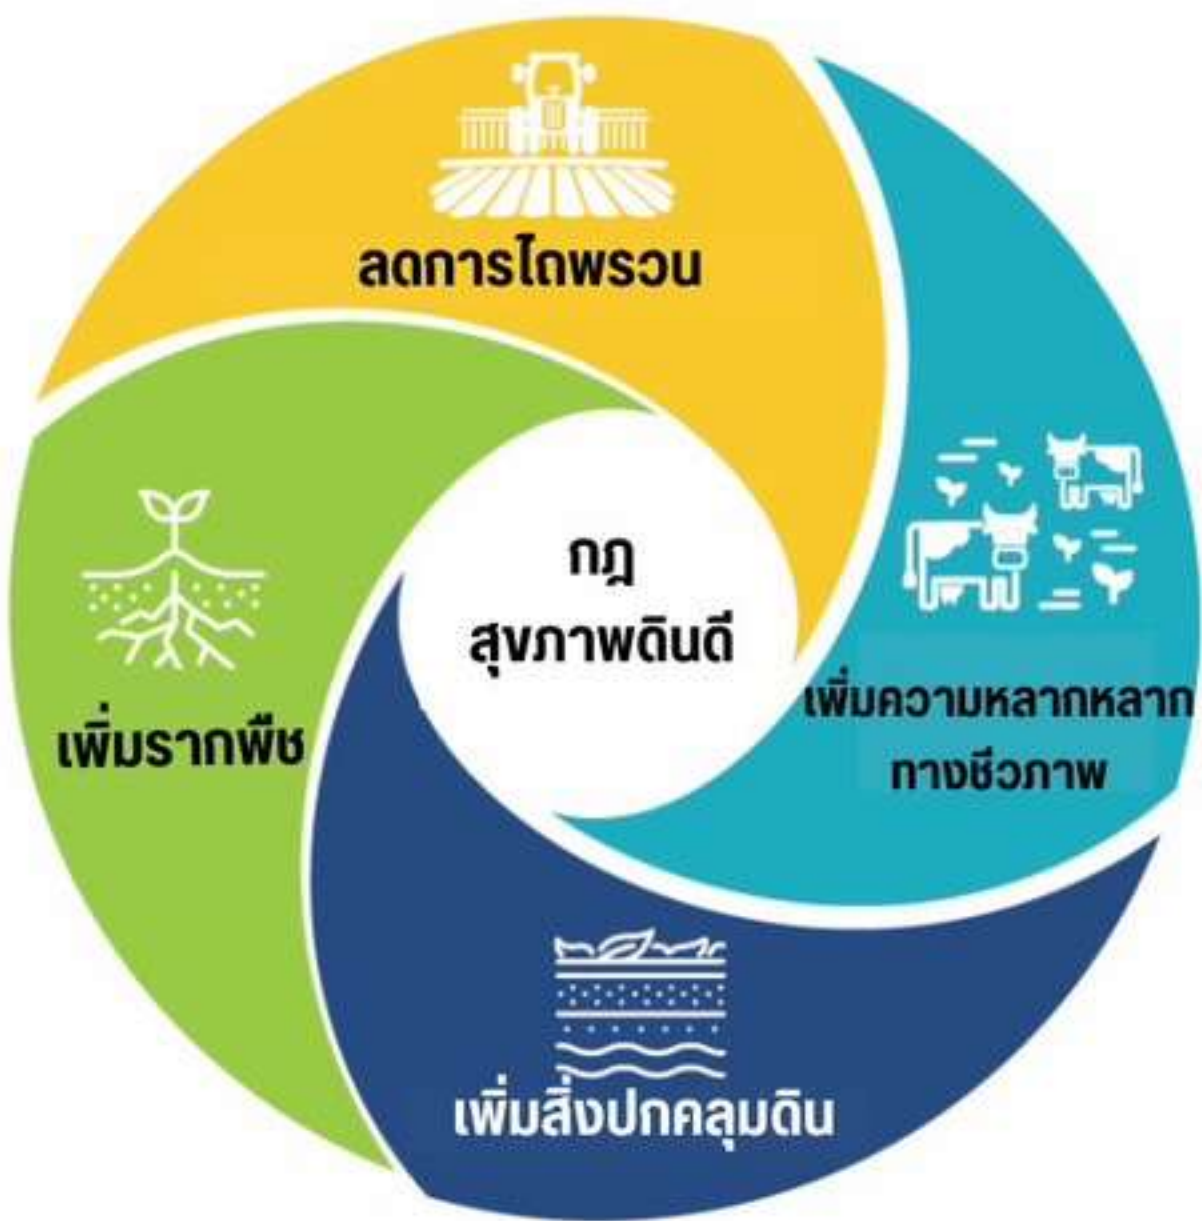 ลดการไถพรวน
กฎ
สุขภาพดินดี
เพิ่มความหลากหลาก
ทางชีวภาพ
เพิ่มรากพืช
เพิ่มสิ่งปกคลุมดิน